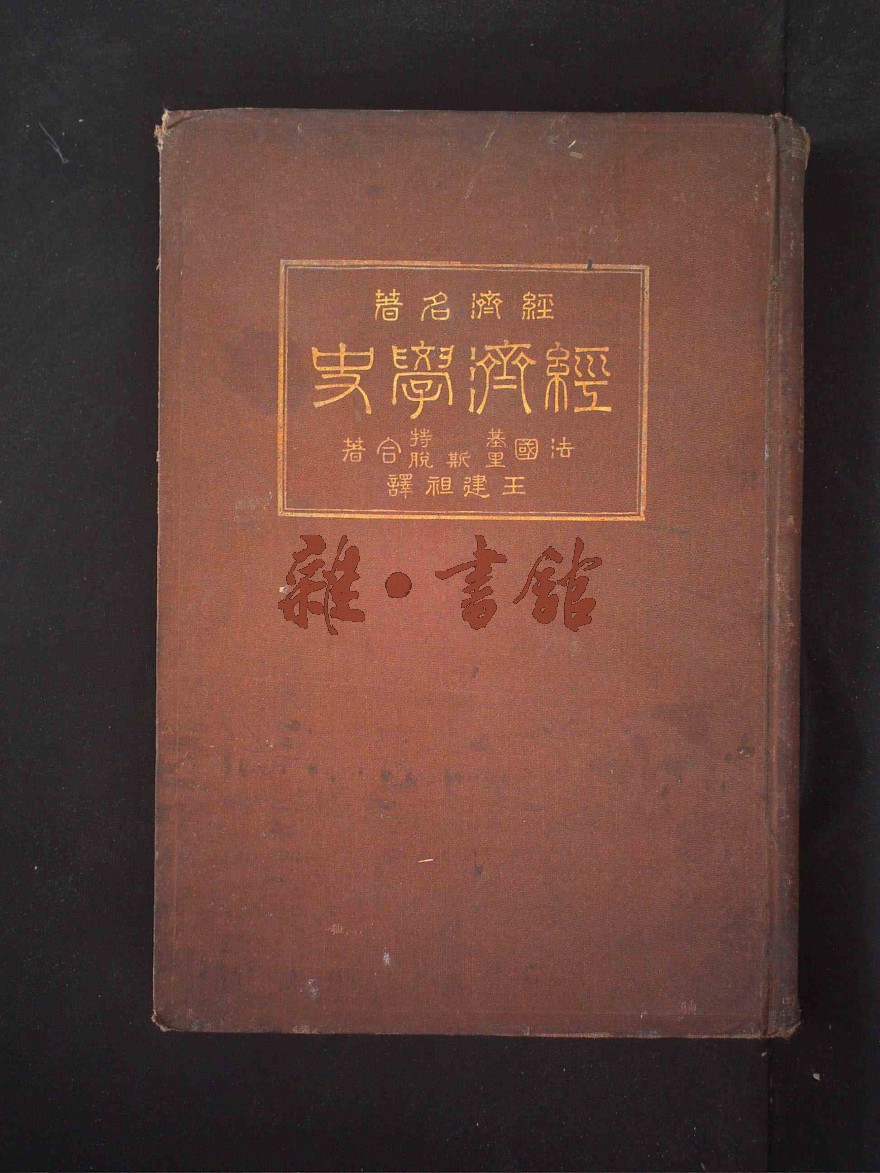 經濟名著
經濟學史
法國基里斯持脫合著
王建祖譯
雜·書館